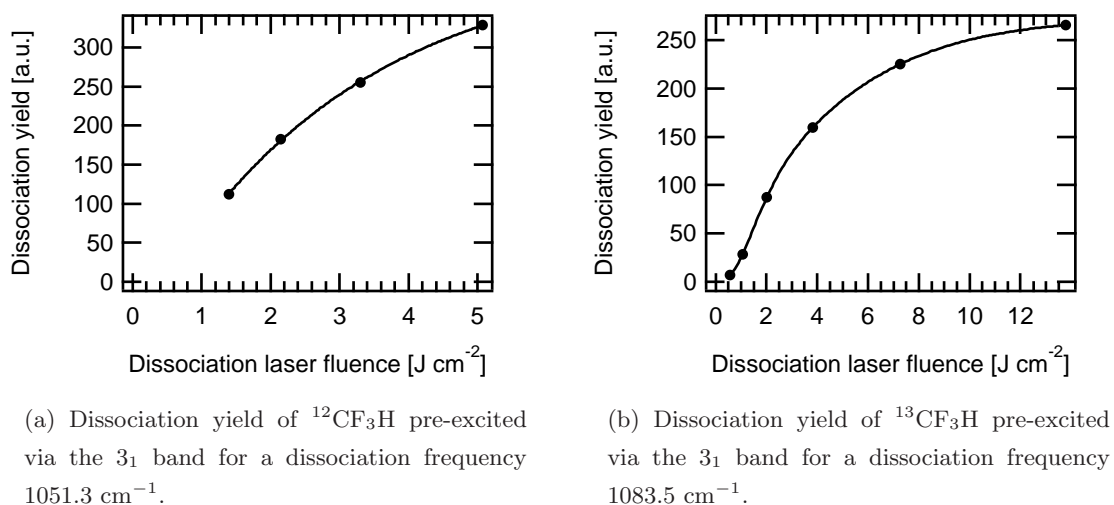 300
250
200
150
100
50
0
Dissociation yield [a.u.]
0 1 2 3 4 5
Dissociation laser fluence [J cm⁻²]
(a) Dissociation yield of ¹²CF₃H pre-excited
via the 3₁ band for a dissociation frequency
1051.3 cm⁻¹.
250
200
150
100
50
0
Dissociation yield [a.u.]
0 2 4 6 8 10 12
Dissociation laser fluence [J cm⁻²]
(b) Dissociation yield of ¹³CF₃H pre-excited
via the 3₁ band for a dissociation frequency
1083.5 cm⁻¹.